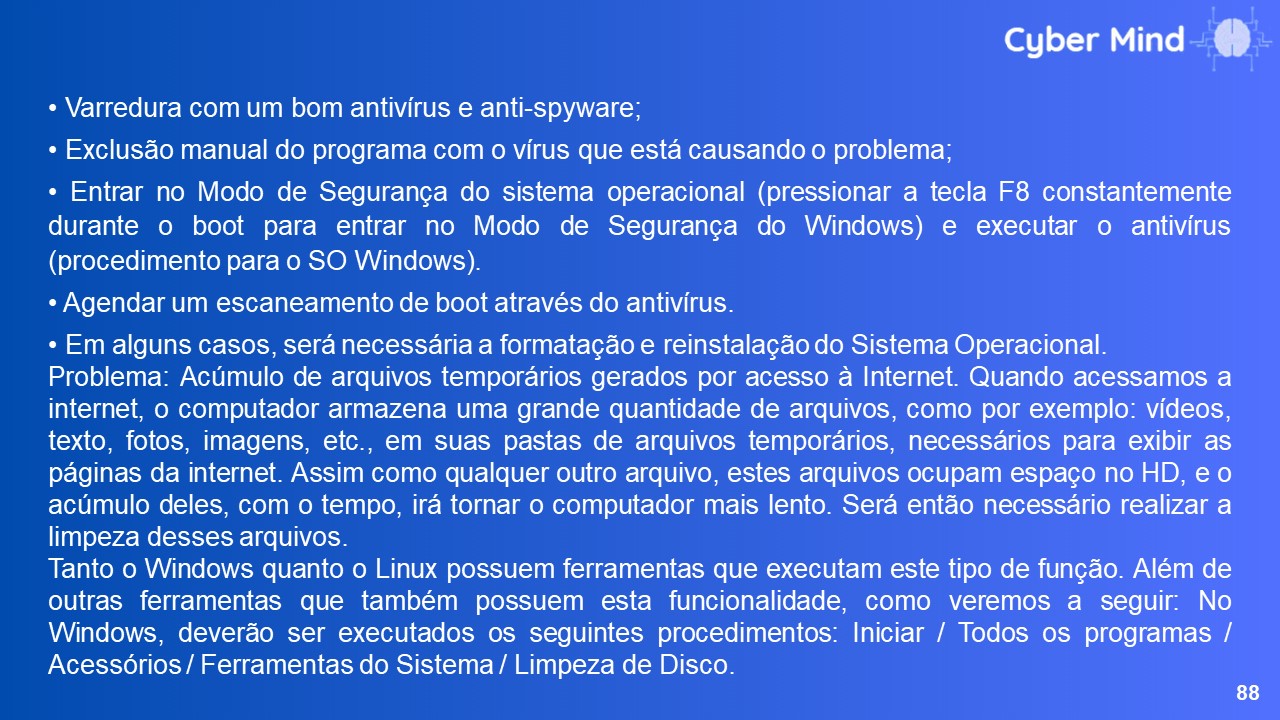 Cyber Mind
• Varredura com um bom antivírus e anti-spyware;
• Exclusão manual do programa com o vírus que está causando o problema;
• Entrar no Modo de Segurança do sistema operacional (pressionar a tecla F8 constantemente
durante o boot para entrar no Modo de Segurança do Windows) e executar o antivírus
(procedimento para o SO Windows).
• Agendar um escaneamento de boot através do antivírus.
• Em alguns casos, será necessária a formatação e reinstalação do Sistema Operacional.
Problema: Acúmulo de arquivos temporários gerados por acesso à Internet. Quando acessamos a
internet, o computador armazena uma grande quantidade de arquivos, como por exemplo: vídeos,
texto, fotos, imagens, etc., em suas pastas de arquivos temporários, necessários para exibir as
páginas da internet. Assim como qualquer outro arquivo, estes arquivos ocupam espaço no HD, e o
acúmulo deles, com o tempo, irá tornar o computador mais lento. Será então necessário realizar a
limpeza desses arquivos.
Tanto o Windows quanto o Linux possuem ferramentas que executam este tipo de função. Além de
outras ferramentas que também possuem esta funcionalidade, como veremos a seguir: No
Windows, deverão ser executados os seguintes procedimentos: Iniciar / Todos os programas /
Acessórios / Ferramentas do Sistema / Limpeza de Disco.
88